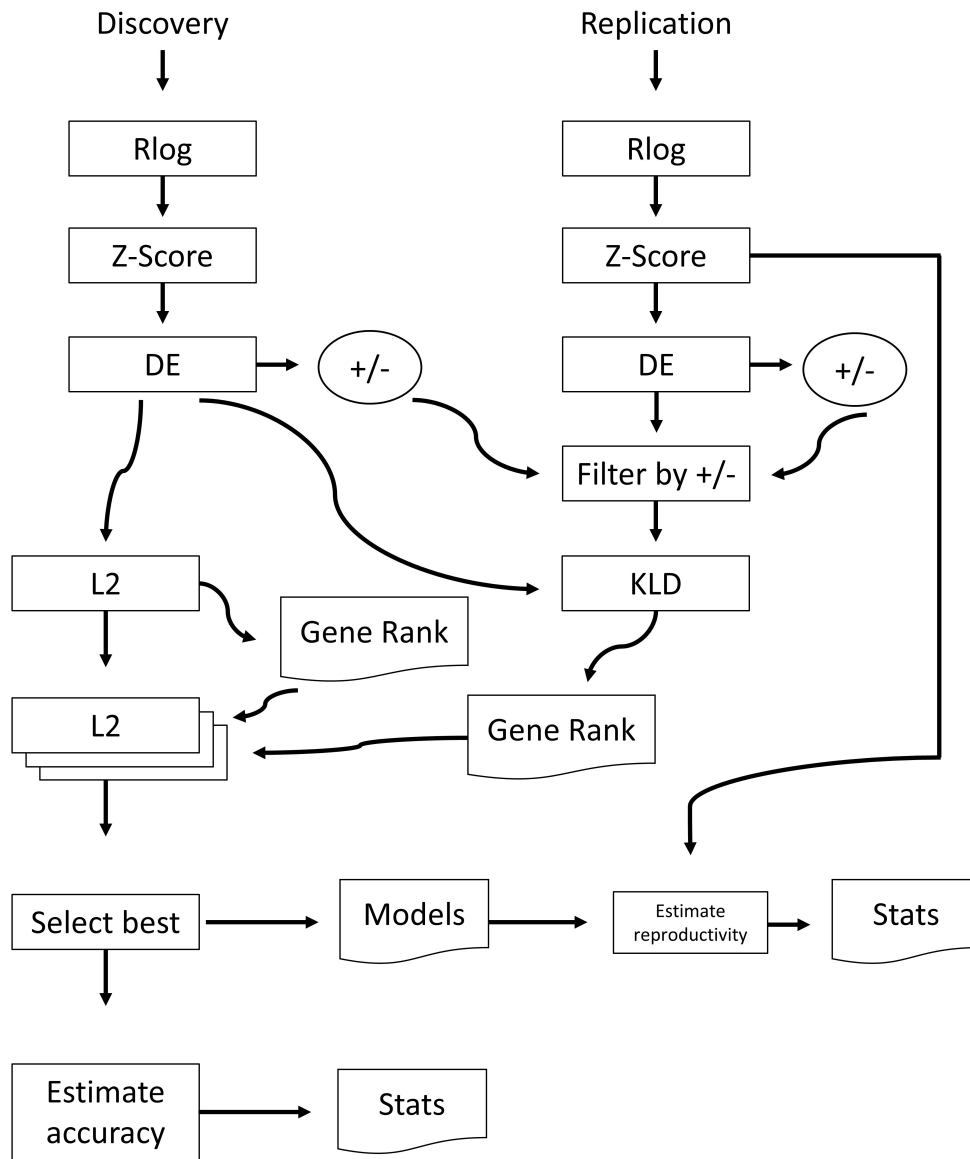 Discovery
Replication
Rlog
Rlog
Z-Score
Z-Score
DE
+/-
DE
+/-
Filter by +/-
L2
KLD
Gene Rank
L2
Gene Rank
Select best
Models
Estimate
reproductivity
Stats
Estimate
accuracy
Stats